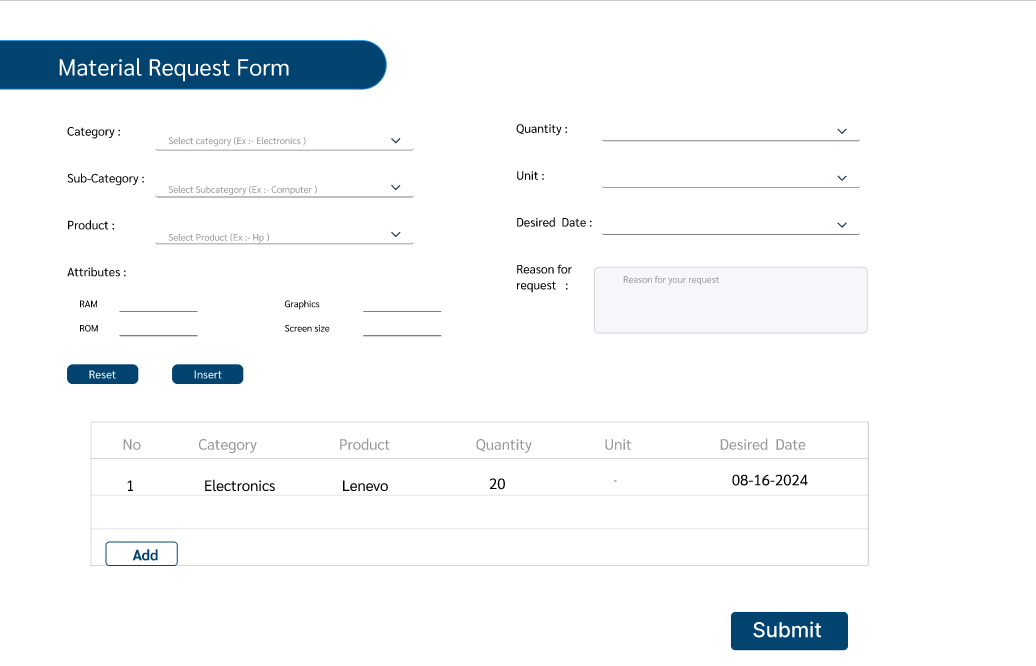 Material Request Form
Category :
Select category (Ex :- Electronics )
Quantity :
Sub-Category :
Select Subcategory (Ex :- Computer )
Unit :
Product :
Select Product (Ex :- Hp )
Desired Date :
Attributes :
Reason for
request :
Reason for your request
RAM
Graphics
ROM
Screen size
Reset
Insert
No Category Product Quantity Unit Desired Date
1 Electronics Lenevo 20 - 08-16-2024
Add
Submit